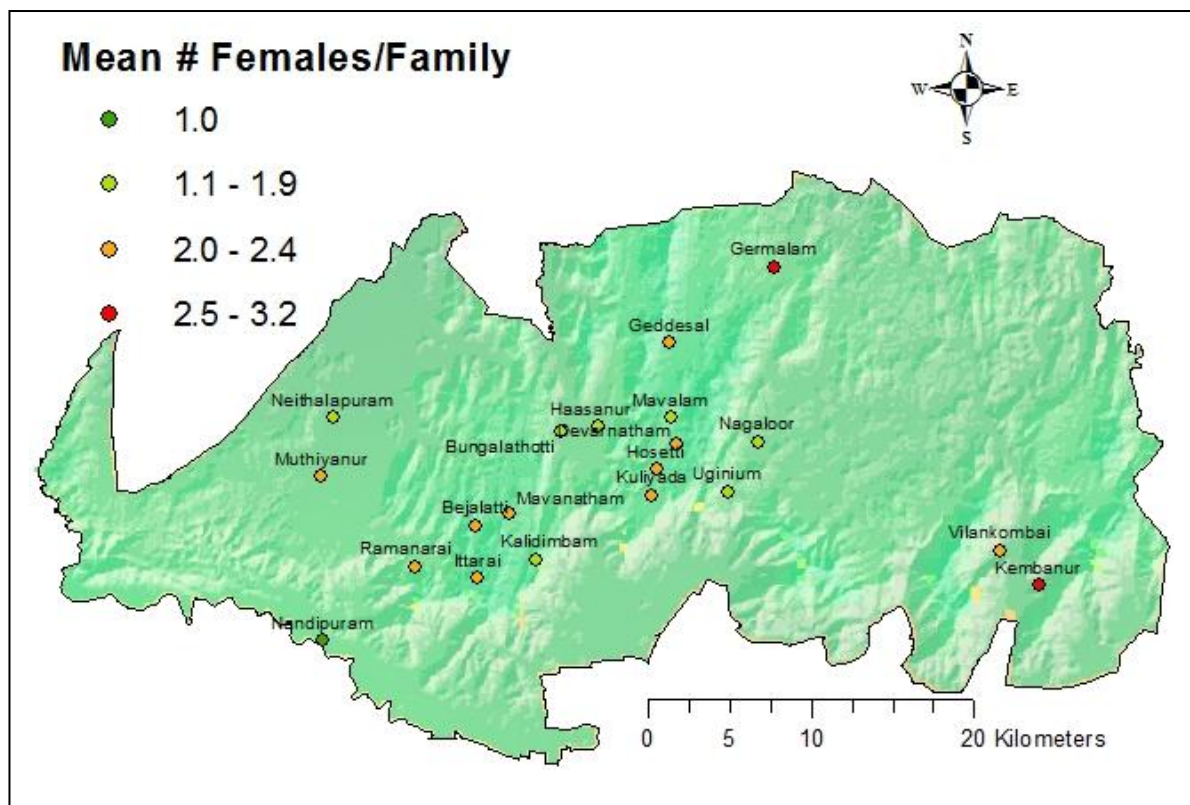 Mean # Females/Family
N
W E
S
1.0
1.1 - 1.9
2.0 - 2.4
2.5 - 3.2
Germalam
Geddesal
Neithalapuram
Haasanur
Mavalam
Bungalathotti
Devarnatham
Nagaloor
Hosetti
Muthiyanur
Kuliyada
Uginium
Bejalatti
Mavanatham
Ramanarai
Ittarai
Kalidimbam
Vilankombai
Kembanur
Nandipuram
0 5 10 20 Kilometers